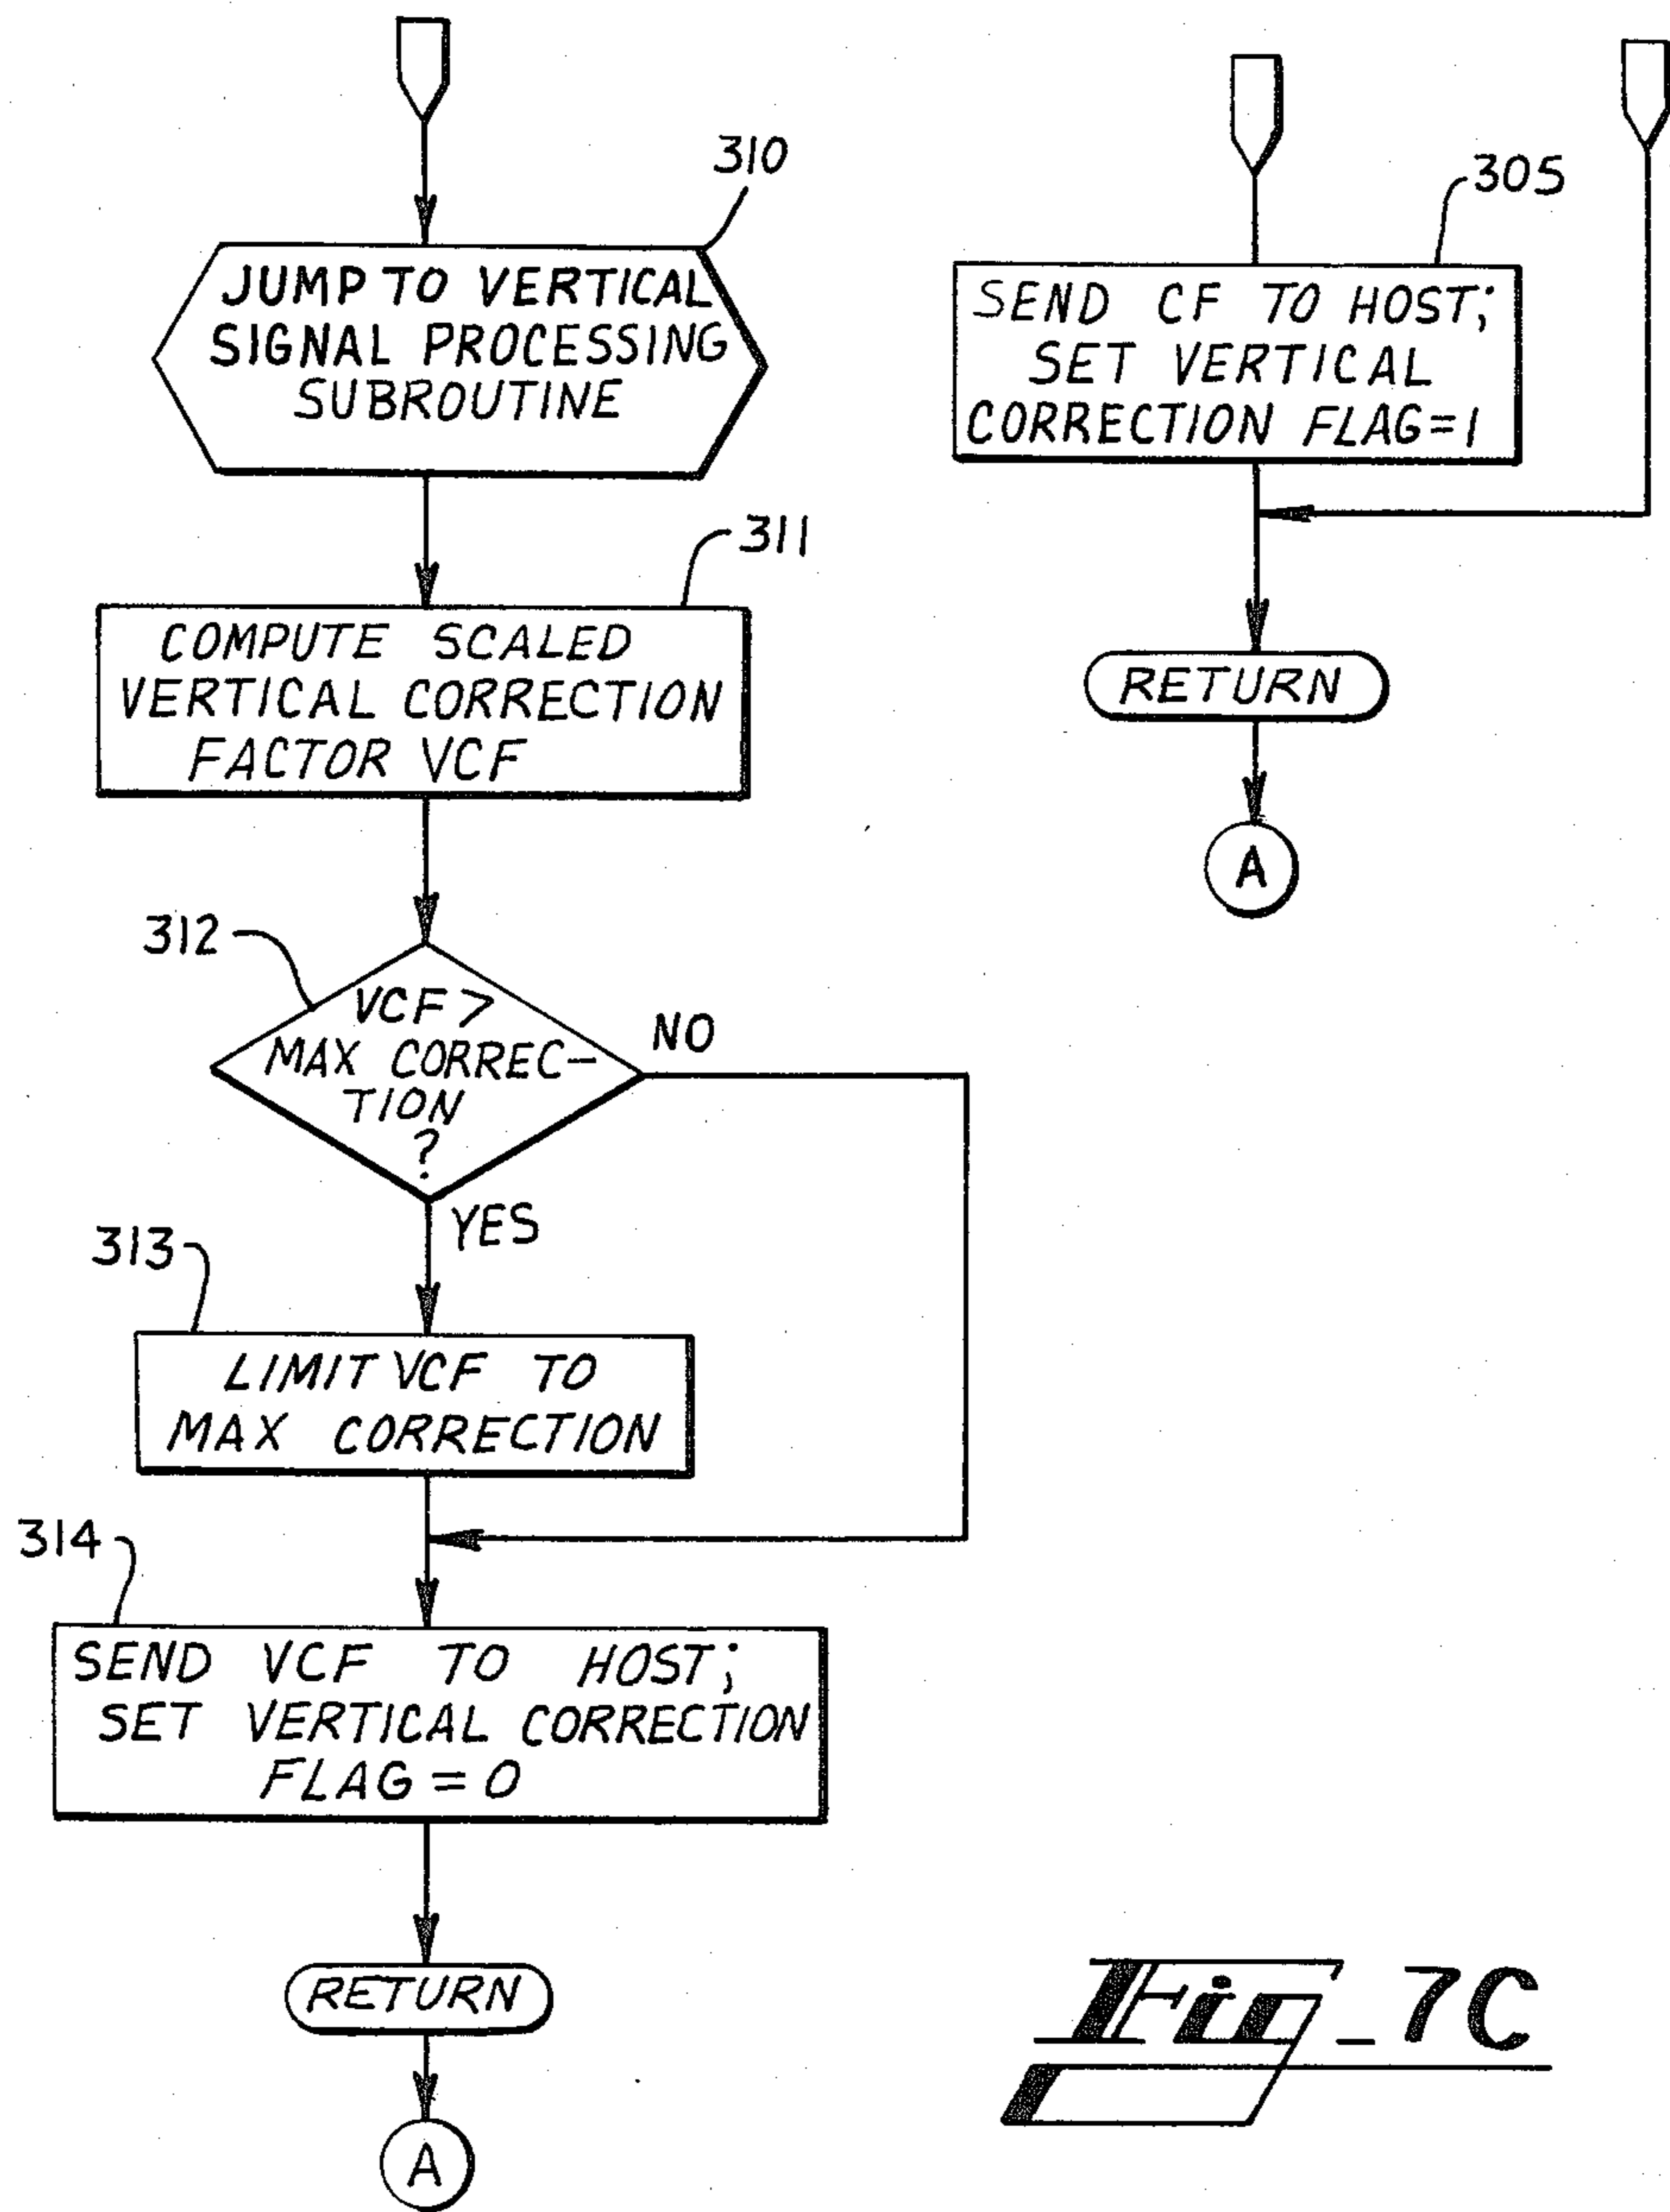 310
JUMP TO VERTICAL
SIGNAL PROCESSING
SUBROUTINE
311
COMPUTE SCALED
VERTICAL CORRECTION
FACTOR VCF
312
VCF >
MAX CORREC-
TION
?
NO
YES
313
LIMIT VCF TO
MAX CORRECTION
314
SEND VCF TO HOST;
SET VERTICAL CORRECTION
FLAG = 0
RETURN
A
305
SEND CF TO HOST;
SET VERTICAL
CORRECTION FLAG=1
RETURN
A
Fig_7C